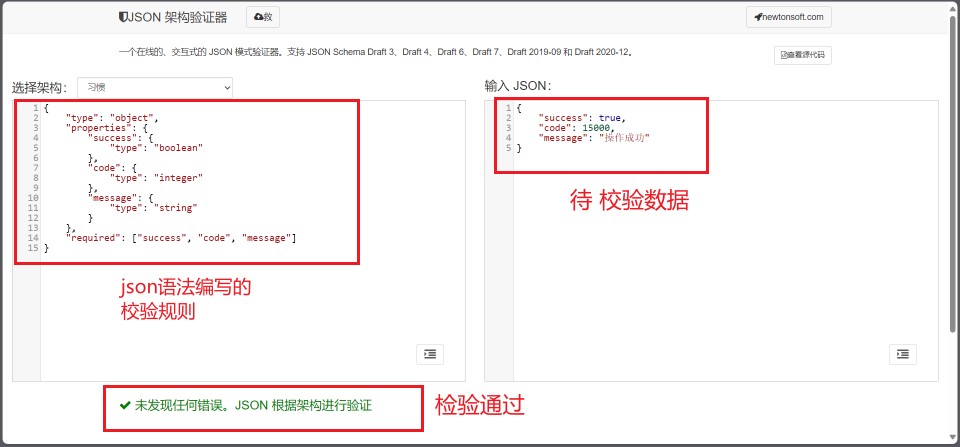 JSON 架构验证器
救
newtonsoft.com
一个在线的、交互式的 JSON 模式验证器。支持 JSON Schema Draft 3、Draft 4、Draft 6、Draft 7、Draft 2019-09 和 Draft 2020-12。
查看源代码
选择架构：
习惯
1 {
2 "type": "object",
3 "properties": {
4 "success": {
5 "type": "boolean"
6 },
7 "code": {
8 "type": "integer"
9 },
10 "message": {
11 "type": "string"
12 }
13 },
14 "required": ["success", "code", "message"]
15 }
json语法编写的
校验规则
输入 JSON：
1 {
2 "success": true,
3 "code": 15000,
4 "message": "操作成功"
5 }
待 校验数据
未发现任何错误。JSON 根据架构进行验证
检验通过